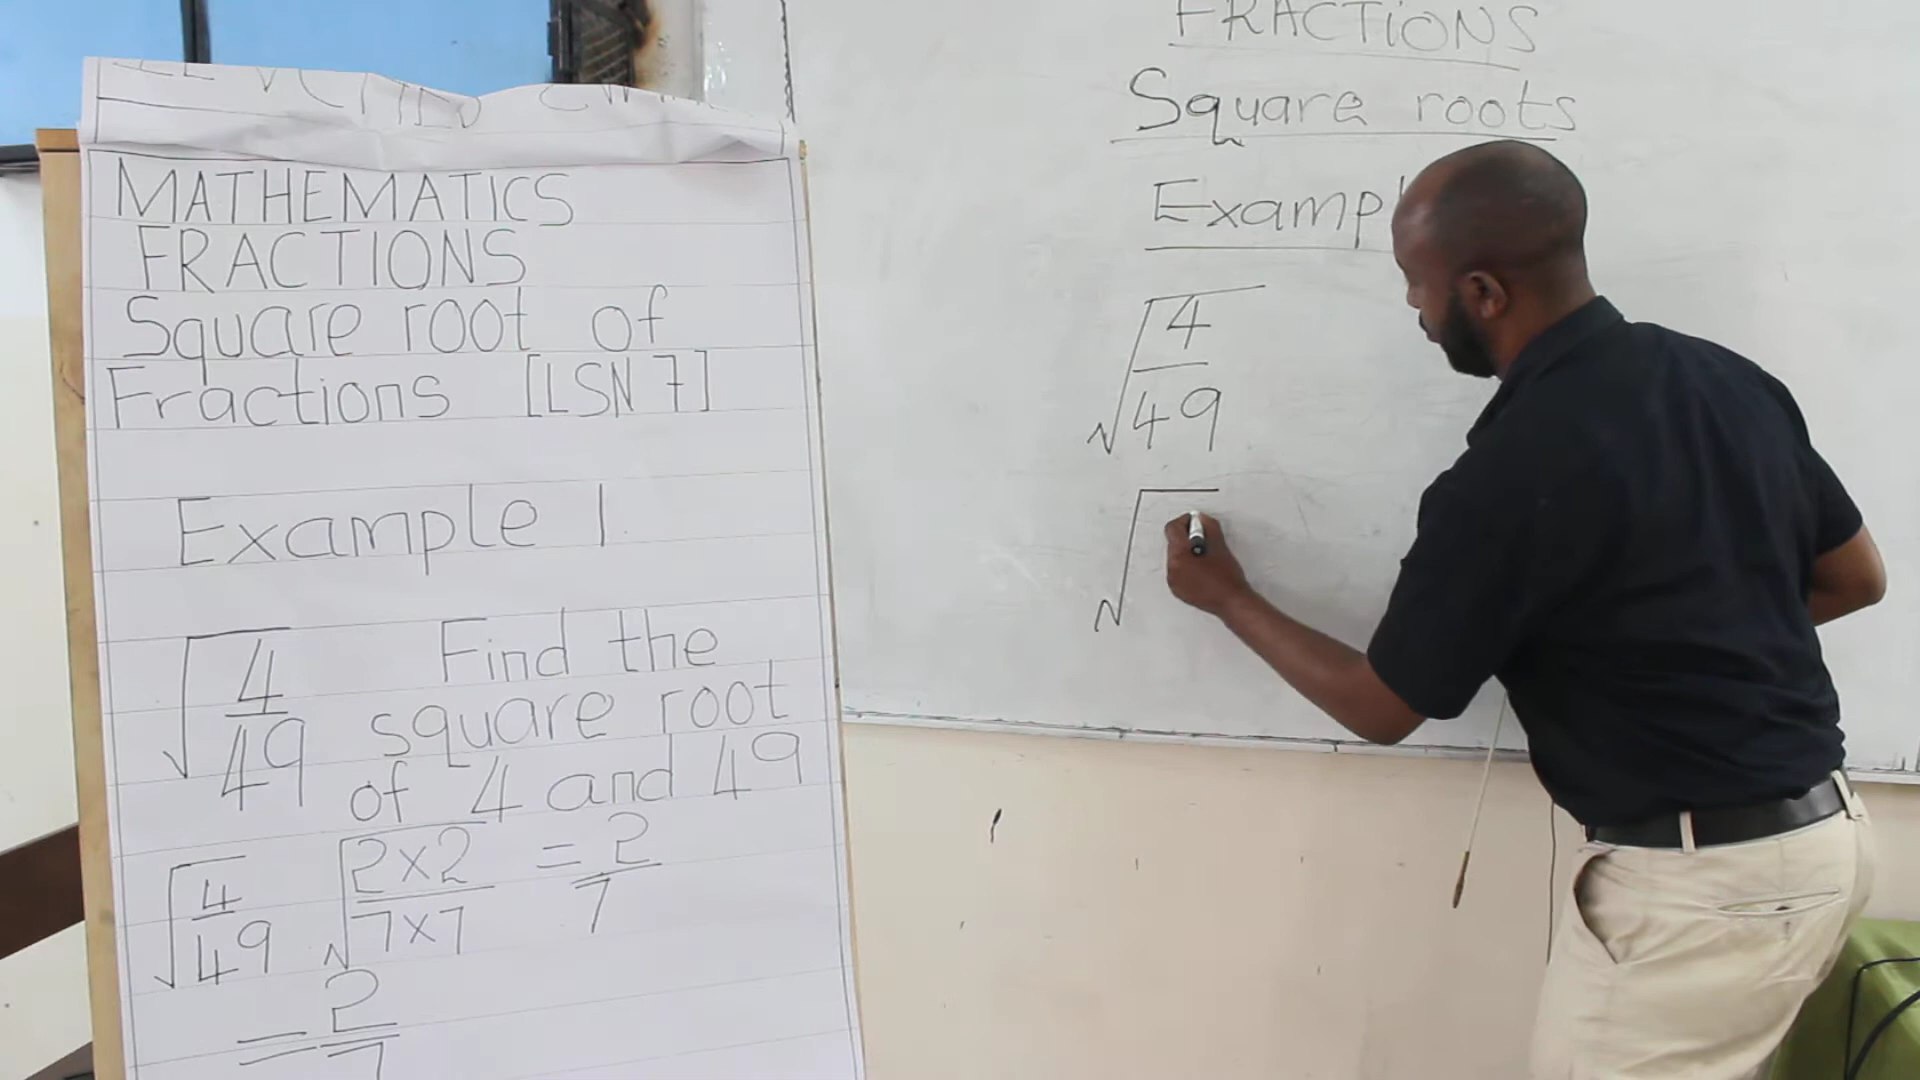 MATHEMATICS
FRACTIONS
Square root of
Fractions [LSN 7]
Example 1.
√4/49 Find the
square root
of 4 and 49
√4/49 √2×2/7×7 = 2/7
= 2/7
FRACTIONS
Square roots
√4/49
√